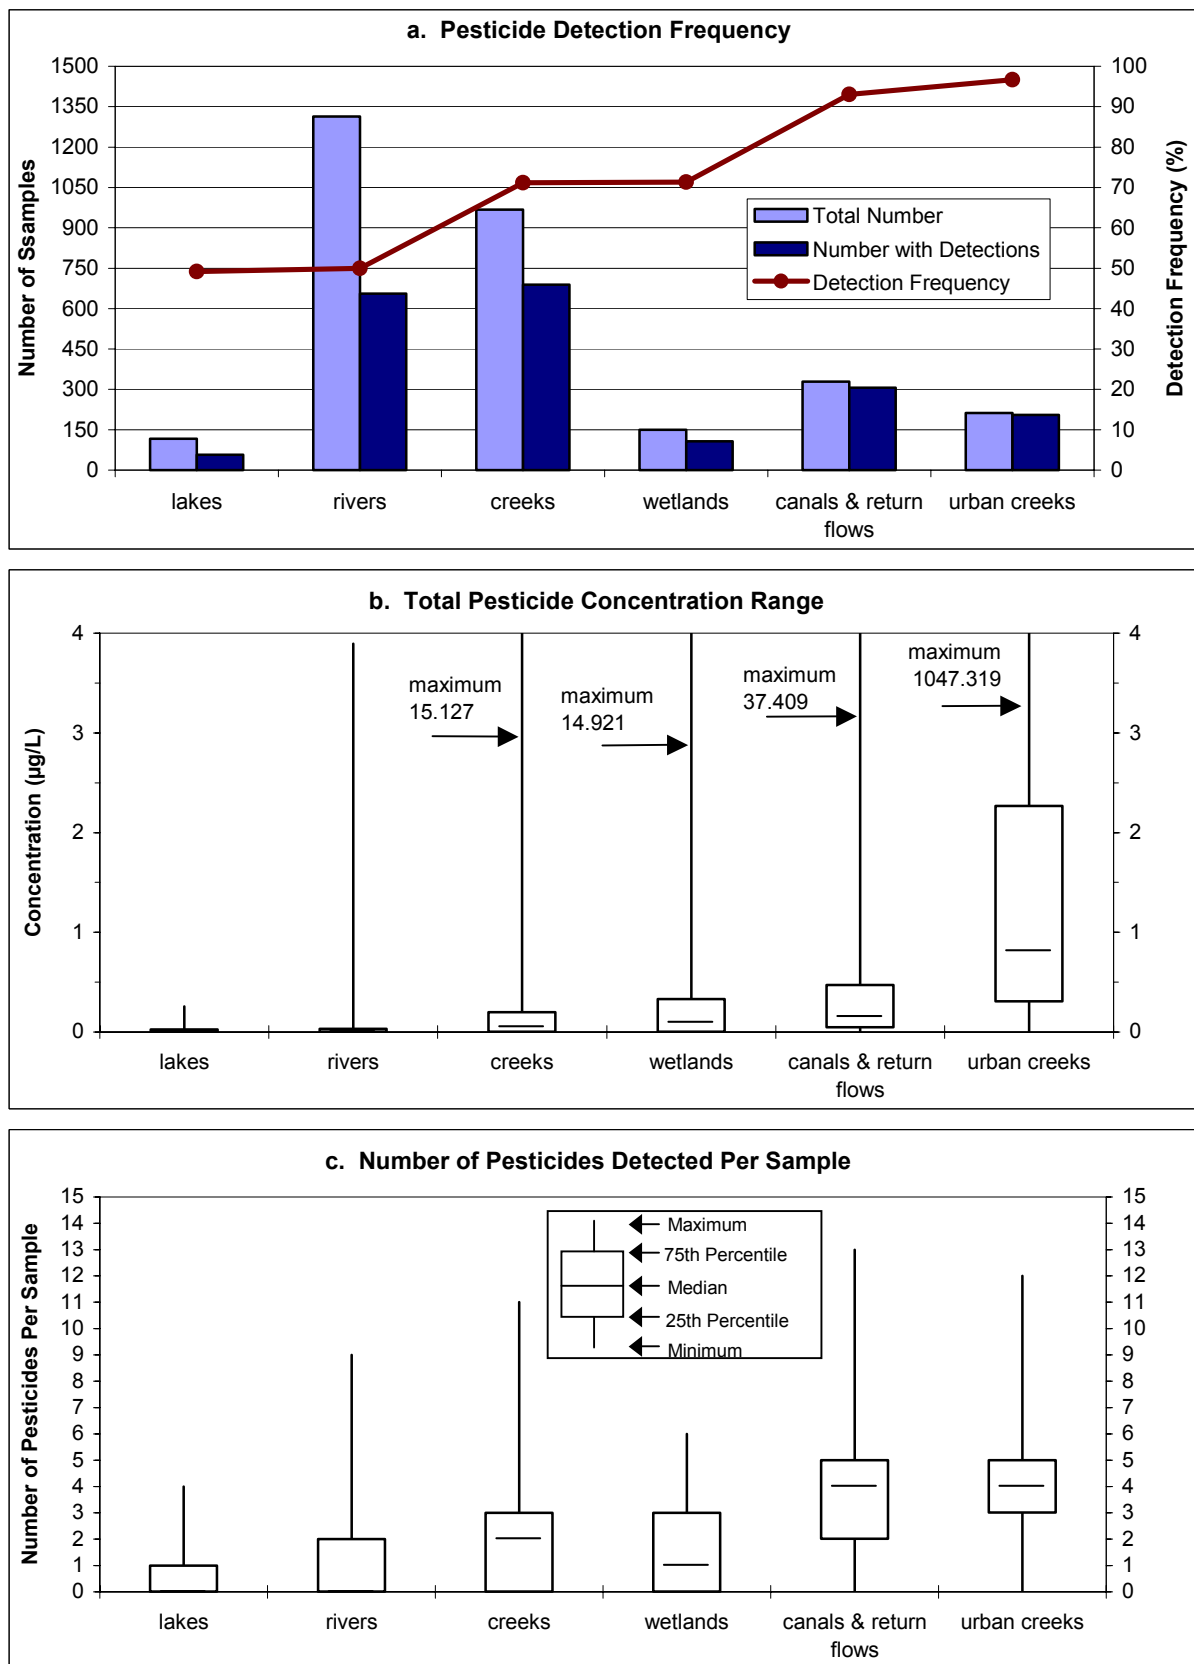 a. Pesticide Detection Frequency
1500
1350
1200
1050
900
750
600
450
300
150
0
Number of Ssamples
100
90
80
70
60
50
40
30
20
10
0
Detection Frequency (%)
Total Number
Number with Detections
Detection Frequency
lakes
rivers
creeks
wetlands
canals & return
flows
urban creeks
b. Total Pesticide Concentration Range
4
3
2
1
0
Concentration (µg/L)
4
3
2
1
0
maximum
15.127
maximum
14.921
maximum
37.409
maximum
1047.319
lakes
rivers
creeks
wetlands
canals & return
flows
urban creeks
c. Number of Pesticides Detected Per Sample
15
14
13
12
11
10
9
8
7
6
5
4
3
2
1
0
Number of Pesticides Per Sample
15
14
13
12
11
10
9
8
7
6
5
4
3
2
1
0
Maximum
75th Percentile
Median
25th Percentile
Minimum
lakes
rivers
creeks
wetlands
canals & return
flows
urban creeks